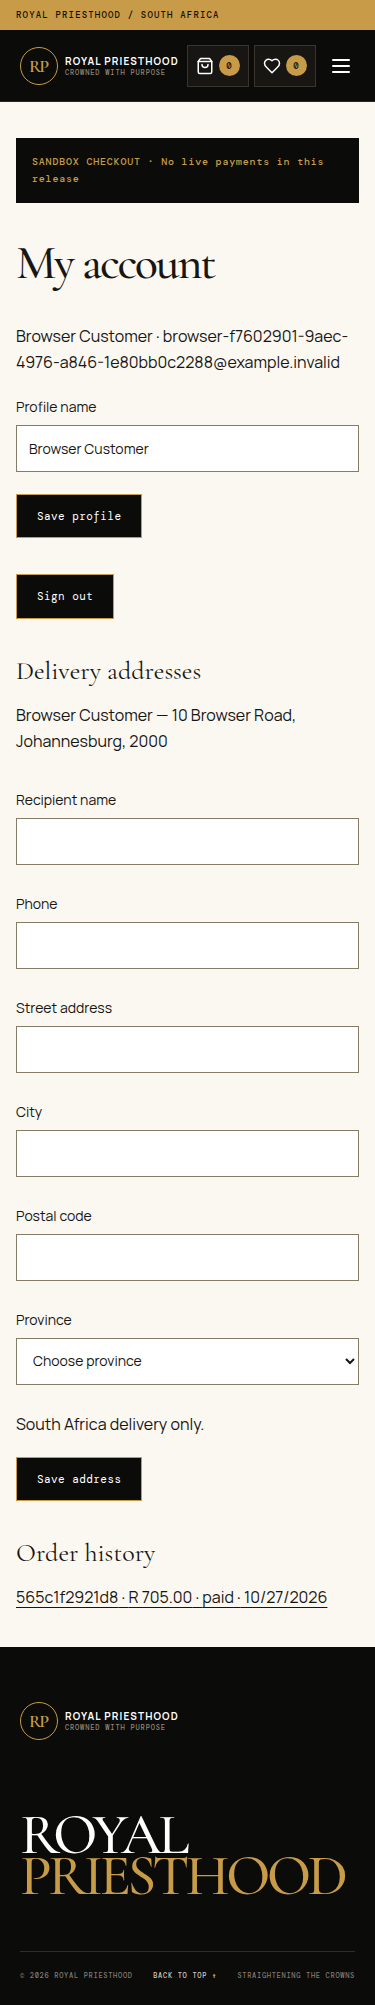 ROYAL PRIESTHOOD / SOUTH AFRICA
RP
ROYAL PRIESTHOOD
CROWNED WITH PURPOSE
0
0
SANDBOX CHECKOUT · No live payments in this
release
My account
Browser Customer · browser-f7602901-9aec-
4976-a846-1e80bb0c2288@example.invalid
Profile name
Browser Customer
Save profile
Sign out
Delivery addresses
Browser Customer — 10 Browser Road,
Johannesburg, 2000
Recipient name
Phone
Street address
City
Postal code
Province
Choose province
South Africa delivery only.
Save address
Order history
565c1f2921d8 · R 705.00 · paid · 10/27/2026
RP
ROYAL PRIESTHOOD
CROWNED WITH PURPOSE
ROYAL
PRIESTHOOD
© 2026 ROYAL PRIESTHOOD
BACK TO TOP ↑
STRAIGHTENING THE CROWNS